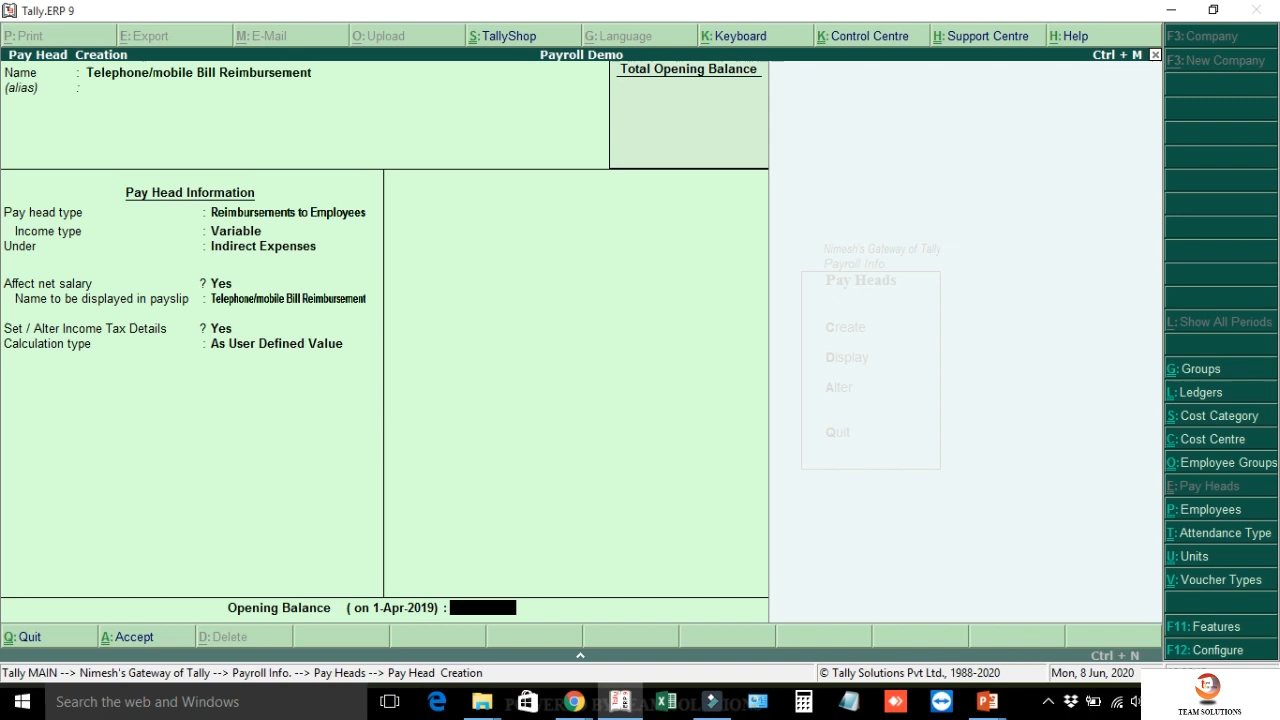 Tally.ERP 9
P: Print E: Export M: E-Mail O: Upload S: TallyShop G: Language K: Keyboard K: Control Centre H: Support Centre H: Help
F3: Company
Pay Head Creation Payroll Demo Ctrl + M
F3: New Company
Name : Telephone/mobile Bill Reimbursement
(alias) :
Total Opening Balance
Pay Head Information
Pay head type : Reimbursements to Employees
Income type : Variable
Under : Indirect Expenses
Affect net salary ? Yes
Name to be displayed in payslip : Telephone/mobile Bill Reimbursement
Set / Alter Income Tax Details ? Yes
Calculation type : As User Defined Value
Nimesh's Gateway of Tally
Payroll Info.
Pay Heads
Create
Display
Alter
Quit
L: Show All Periods
G: Groups
L: Ledgers
S: Cost Category
C: Cost Centre
O: Employee Groups
E: Pay Heads
P: Employees
T: Attendance Type
U: Units
V: Voucher Types
F11: Features
F12: Configure
Opening Balance ( on 1-Apr-2019) :
Q: Quit A: Accept D: Delete
Ctrl + N
Tally MAIN --> Nimesh's Gateway of Tally --> Payroll Info. --> Pay Heads --> Pay Head Creation © Tally Solutions Pvt Ltd., 1988-2020 Mon, 8 Jun, 2020
Search the web and Windows
POWERED BY TEAM SOLUTIONS
TEAM SOLUTIONS